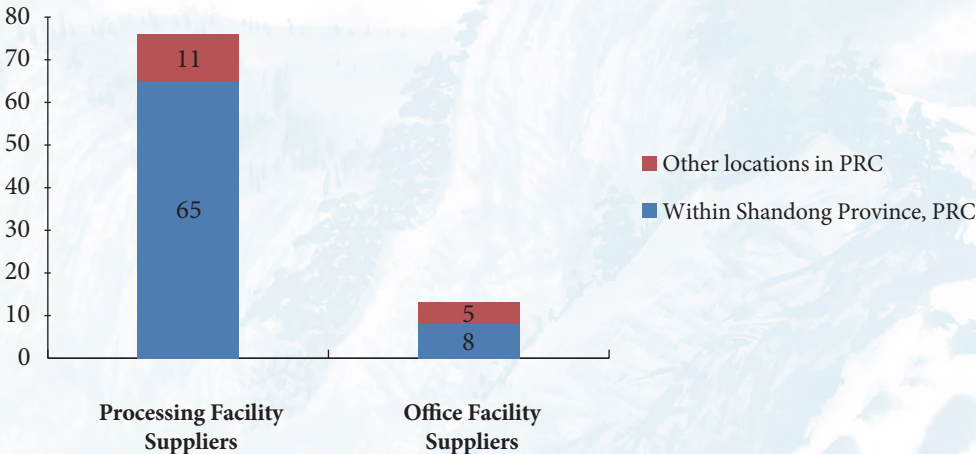 80
70
60
50
40
30
20
10
0
11
65
5
8
Other locations in PRC
Within Shandong Province, PRC
Processing Facility
Suppliers
Office Facility
Suppliers